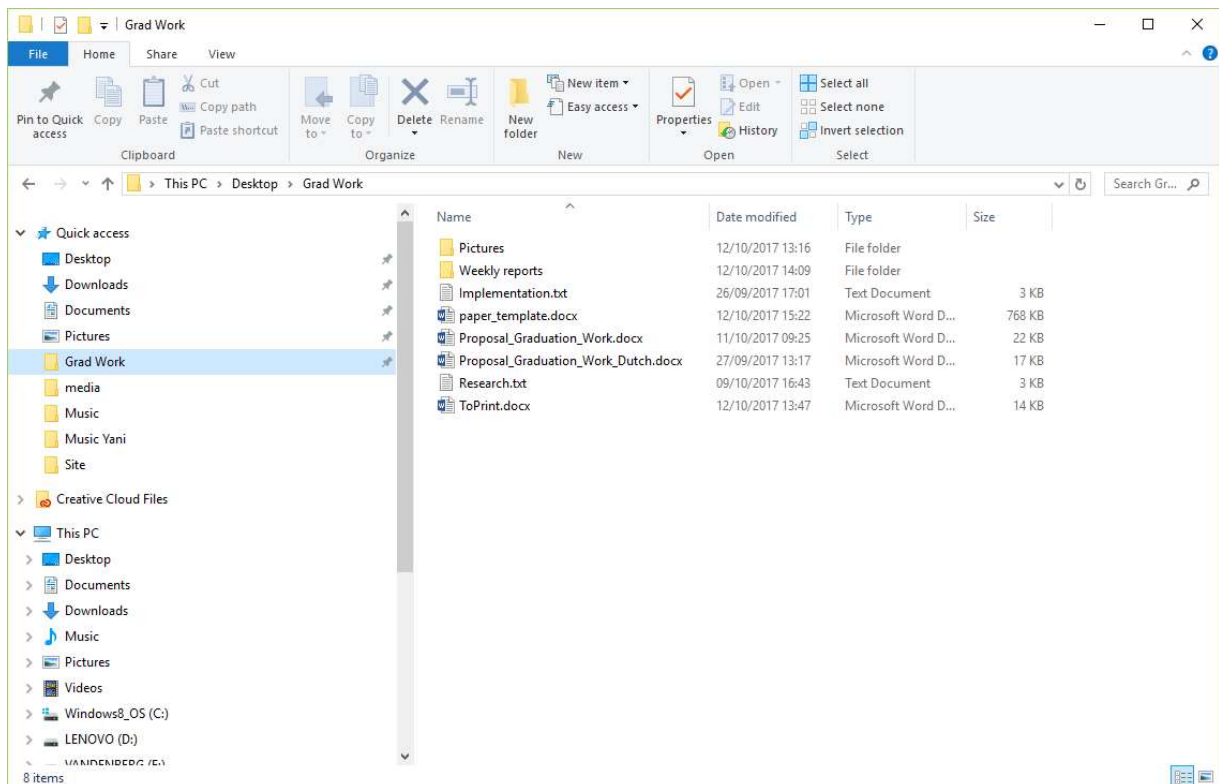 Grad Work
File Home Share View
Pin to Quick access
Copy
Paste
Cut
Copy path
Paste shortcut
Clipboard
Move to
Copy to
Delete
Rename
Organize
New folder
New item
Easy access
New
Properties
Open
Edit
History
Open
Select all
Select none
Invert selection
Select
This PC > Desktop > Grad Work
Search Gr...
Quick access
Desktop
Downloads
Documents
Pictures
Grad Work
media
Music
Music Yani
Site
Creative Cloud Files
This PC
Desktop
Documents
Downloads
Music
Pictures
Videos
Windows8_OS (C:)
LENOVO (D:)
Name Date modified Type Size
Pictures 12/10/2017 13:16 File folder
Weekly reports 12/10/2017 14:09 File folder
Implementation.txt 26/09/2017 17:01 Text Document 3 KB
paper_template.docx 12/10/2017 15:22 Microsoft Word D... 768 KB
Proposal_Graduation_Work.docx 11/10/2017 09:25 Microsoft Word D... 22 KB
Proposal_Graduation_Work_Dutch.docx 27/09/2017 13:17 Microsoft Word D... 17 KB
Research.txt 09/10/2017 16:43 Text Document 3 KB
ToPrint.docx 12/10/2017 13:47 Microsoft Word D... 14 KB
8 items